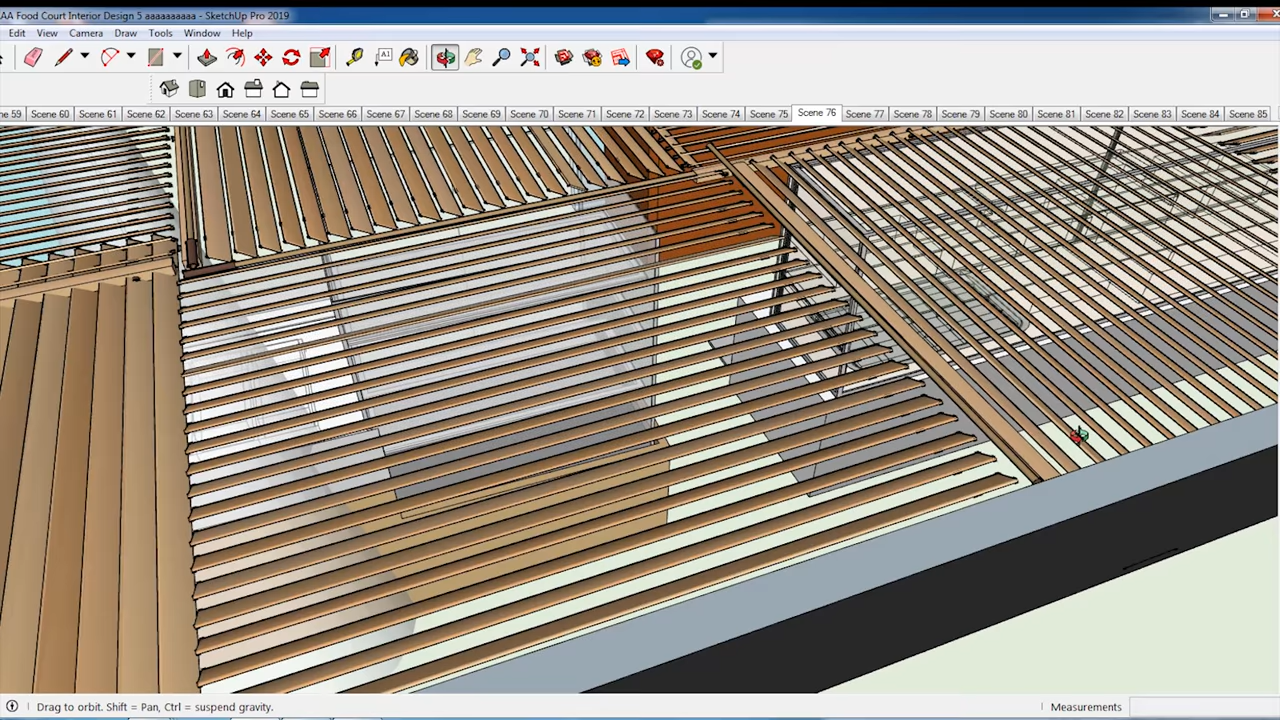 AA Food Court Interior Design 5 aaaaaaaaaa - SketchUp Pro 2019
Edit View Camera Draw Tools Window Help
A1
ne 59 Scene 60 Scene 61 Scene 62 Scene 63 Scene 64 Scene 65 Scene 66 Scene 67 Scene 68 Scene 69 Scene 70 Scene 71 Scene 72 Scene 73 Scene 74 Scene 75 Scene 76 Scene 77 Scene 78 Scene 79 Scene 80 Scene 81 Scene 82 Scene 83 Scene 84 Scene 85
Drag to orbit. Shift = Pan, Ctrl = suspend gravity. Measurements